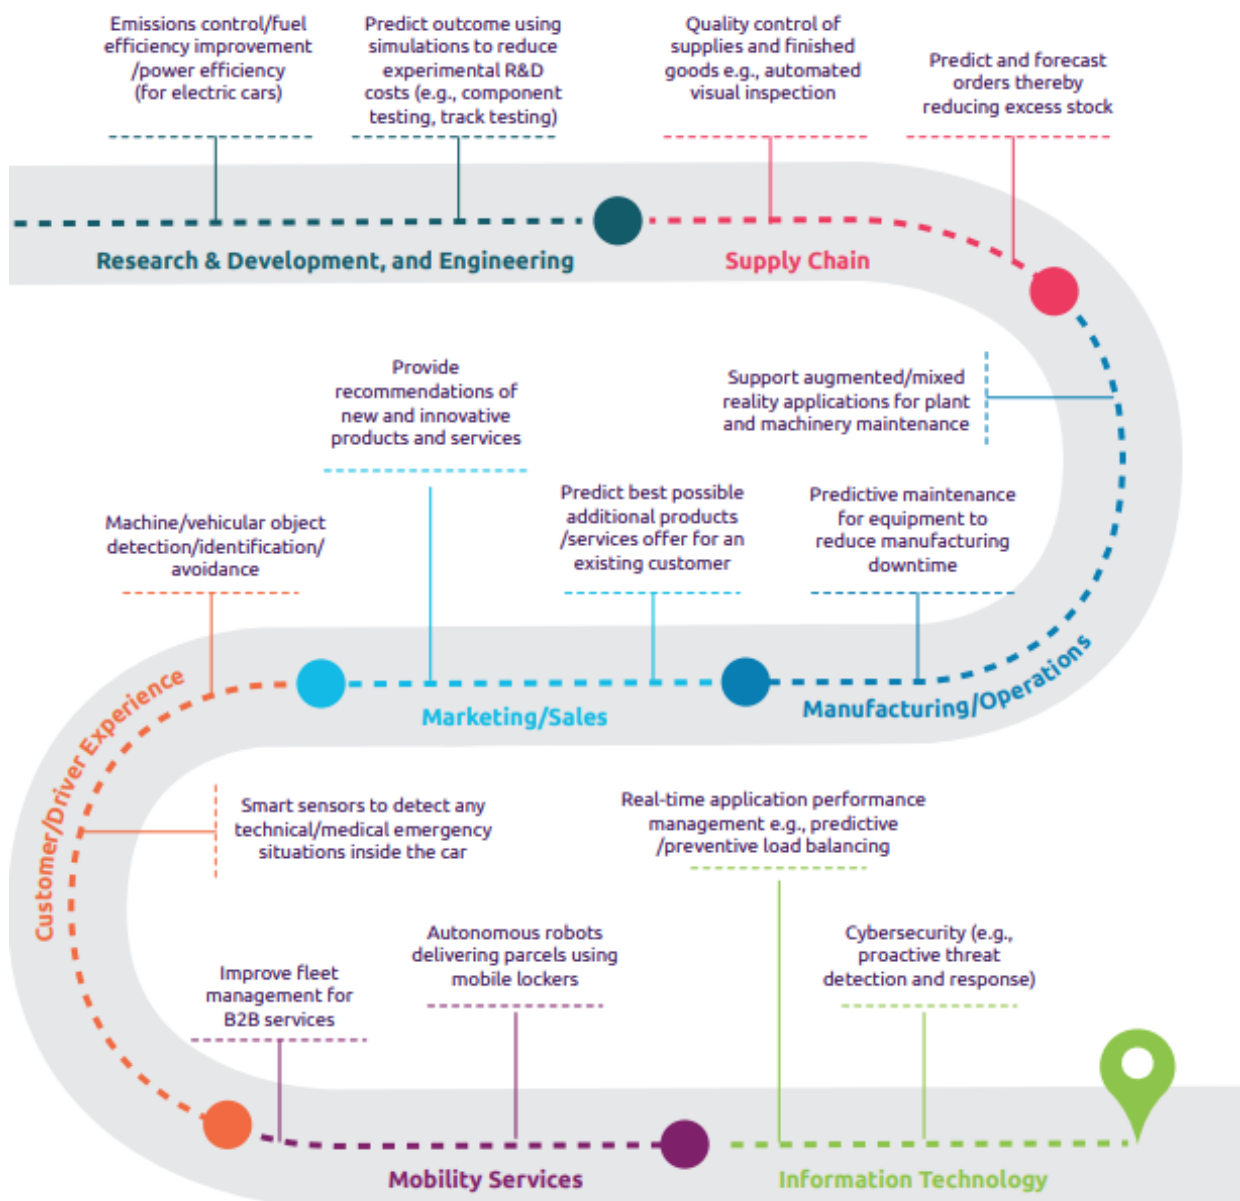 Emissions control/fuel
efficiency improvement
/power efficiency
(for electric cars)
Predict outcome using
simulations to reduce
experimental R&D
costs (e.g., component
testing, track testing)
Quality control of
supplies and finished
goods e.g., automated
visual inspection
Predict and forecast
orders thereby
reducing excess stock
Research & Development, and Engineering
Supply Chain
Support augmented/mixed
reality applications for plant
and machinery maintenance
Predictive maintenance
for equipment to
reduce manufacturing
downtime
Manufacturing/Operations
Provide
recommendations of
new and innovative
products and services
Predict best possible
additional products
/services offer for an
existing customer
Marketing/Sales
Machine/vehicular object
detection/identification/
avoidance
Customer/Driver Experience
Smart sensors to detect any
technical/medical emergency
situations inside the car
Improve fleet
management for
B2B services
Autonomous robots
delivering parcels using
mobile lockers
Mobility Services
Real-time application performance
management e.g., predictive
/preventive load balancing
Cybersecurity (e.g.,
proactive threat
detection and response)
Information Technology